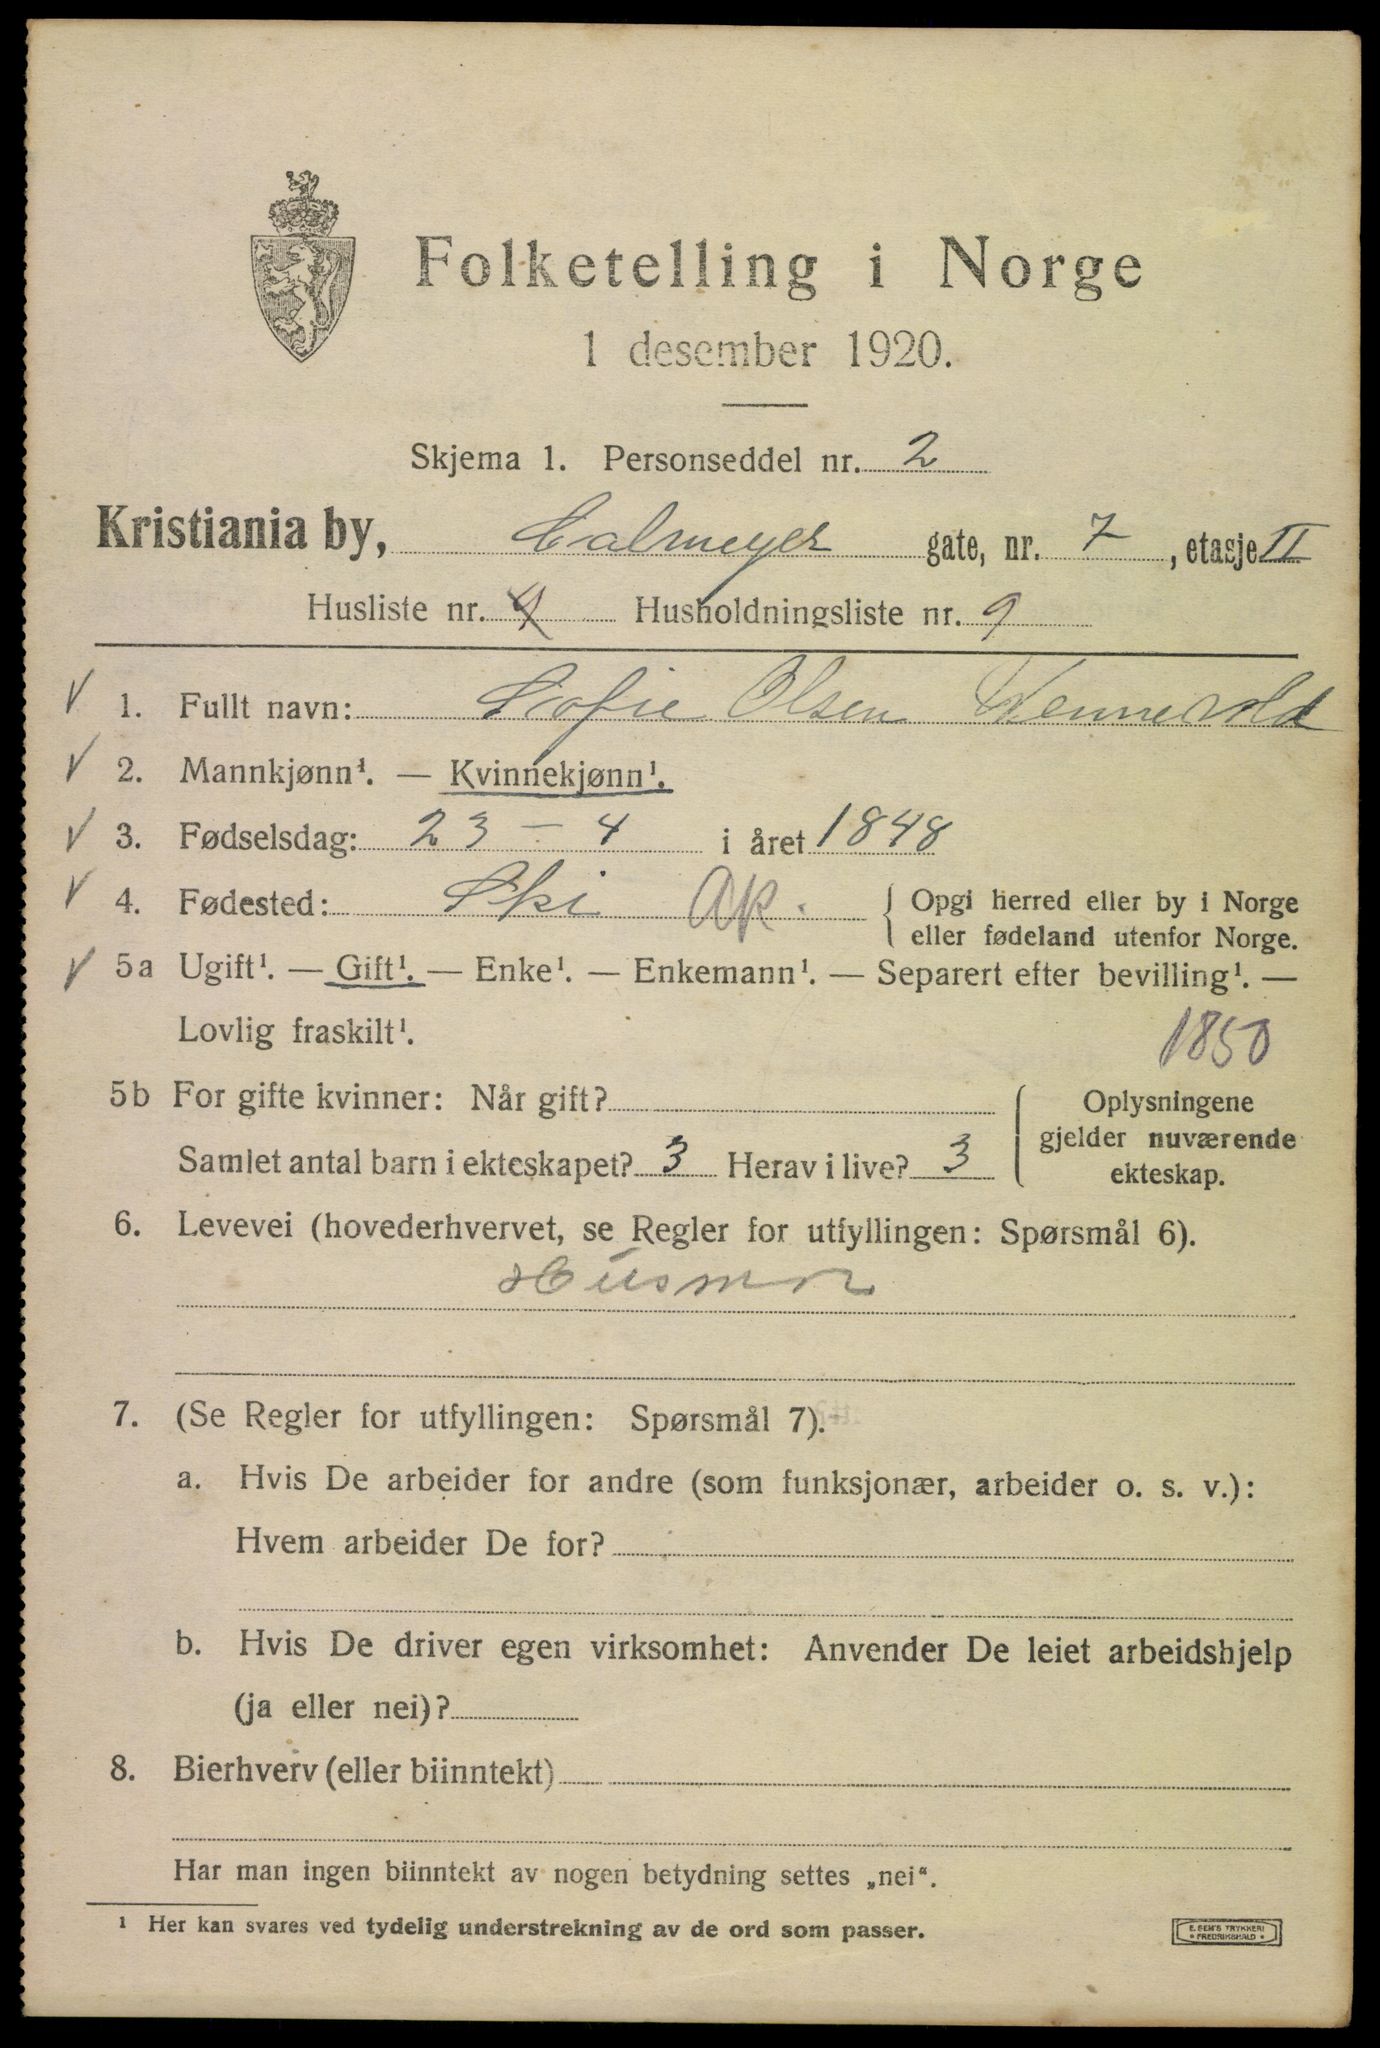 Folketelling i Norge
1 desember 1920.
Skjema 1. Personseddel nr. 2
Kristiania by, Calmeyer gate, nr. 7, etasje II
Husliste nr. 4 Husholdningsliste nr. 9
1. Fullt navn: Sofie Olsen Vennevold
2. Mannkjønn¹. — Kvinnekjønn¹.
3. Fødselsdag: 23 – 4 i året 1848
4. Fødested: Ski Ak. { Opgi herred eller by i Norge
eller fødeland utenfor Norge.
5a Ugift¹. — Gift¹. — Enke¹. — Enkemann¹. — Separert efter bevilling¹. —
Lovlig fraskilt¹. 1850
5b For gifte kvinner: Når gift? Oplysningene
gjelder nuværende
Samlet antal barn i ekteskapet? 3 Herav i live? 3 ekteskap.
6. Levevei (hovederhvervet, se Regler for utfyllingen: Spørsmål 6).
Husmor
7. (Se Regler for utfyllingen: Spørsmål 7).
a. Hvis De arbeider for andre (som funksjonær, arbeider o. s. v.):
Hvem arbeider De for?
b. Hvis De driver egen virksomhet: Anvender De leiet arbeidshjelp
(ja eller nei)?
8. Bierhverv (eller biinntekt)
Har man ingen biinntekt av nogen betydning settes „nei“.
¹ Her kan svares ved tydelig understrekning av de ord som passer.
E. SEM'S TRYKKERI
* FREDRIKSHALD *